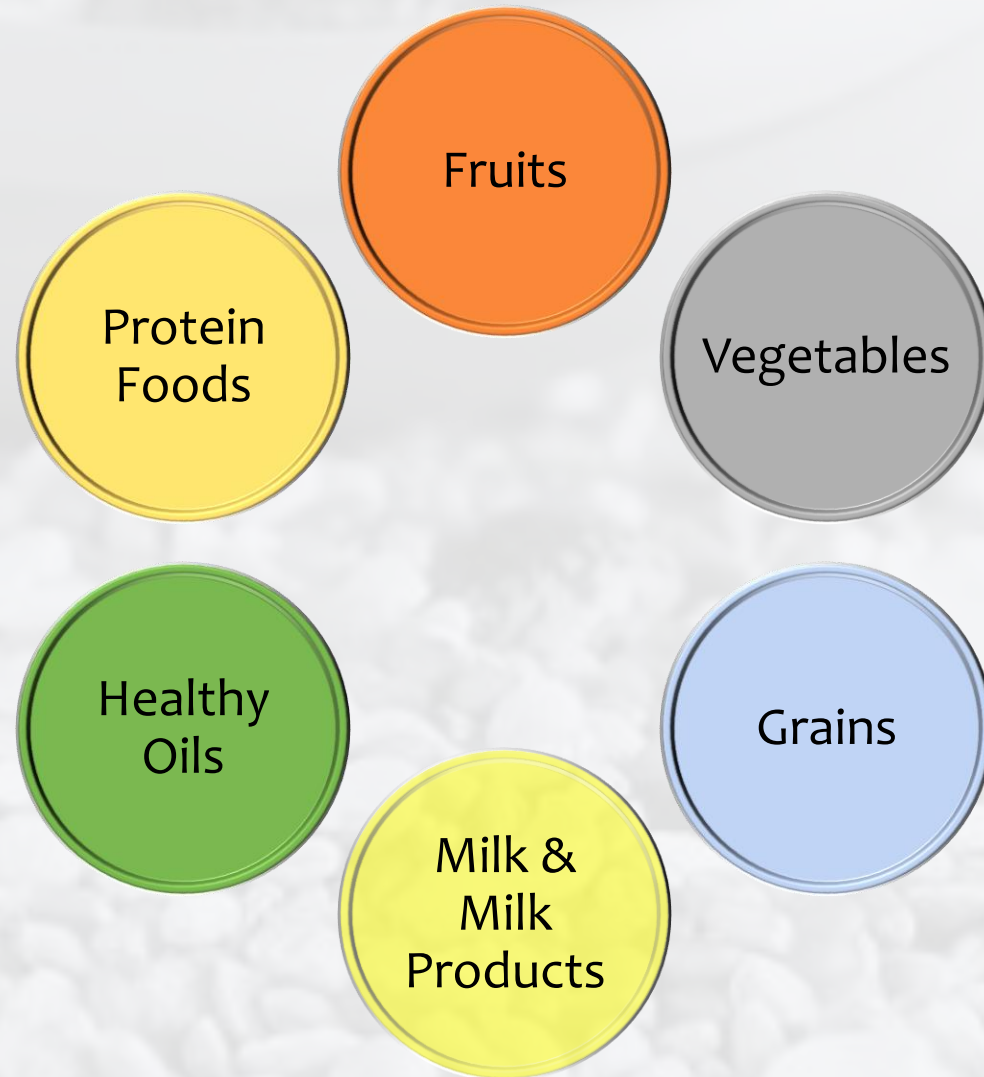 Fruits
Vegetables
Grains
Milk &
Milk
Products
Healthy
Oils
Protein
Foods